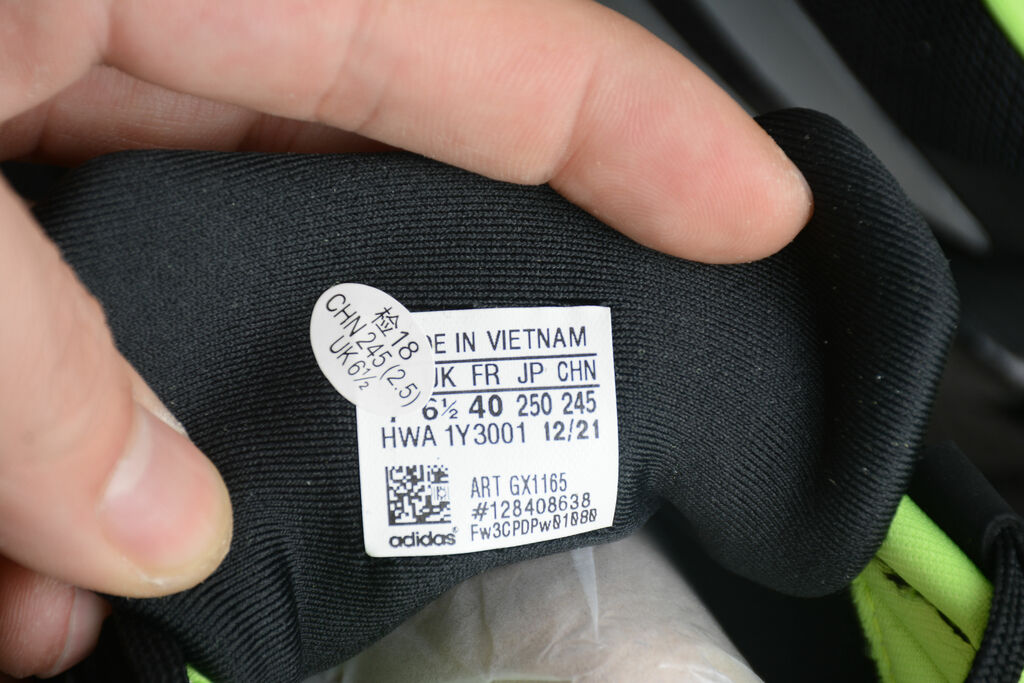 检18
CHN 245 (2.5)
UK 6½
DE IN VIETNAM
UK FR JP CHN
6½ 40 250 245
HWA 1Y3001 12/21
ART GX1165
#128408638
Fw3CPDPw01080
adidas